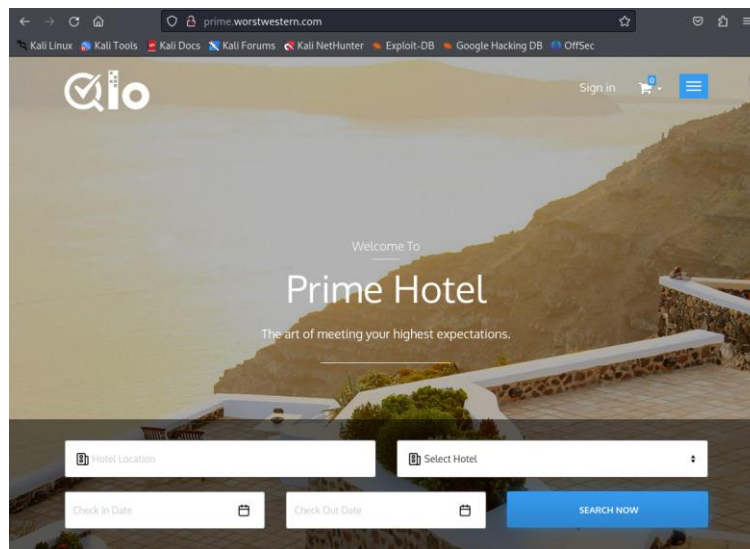 prime.worstwestern.com
Kali Linux Kali Tools Kali Docs Kali Forums Kali NetHunter Exploit-DB Google Hacking DB OffSec
Qlo
Sign in 0
Welcome To
Prime Hotel
The art of meeting your highest expectations.
Hotel Location Select Hotel
Check In Date Check Out Date SEARCH NOW